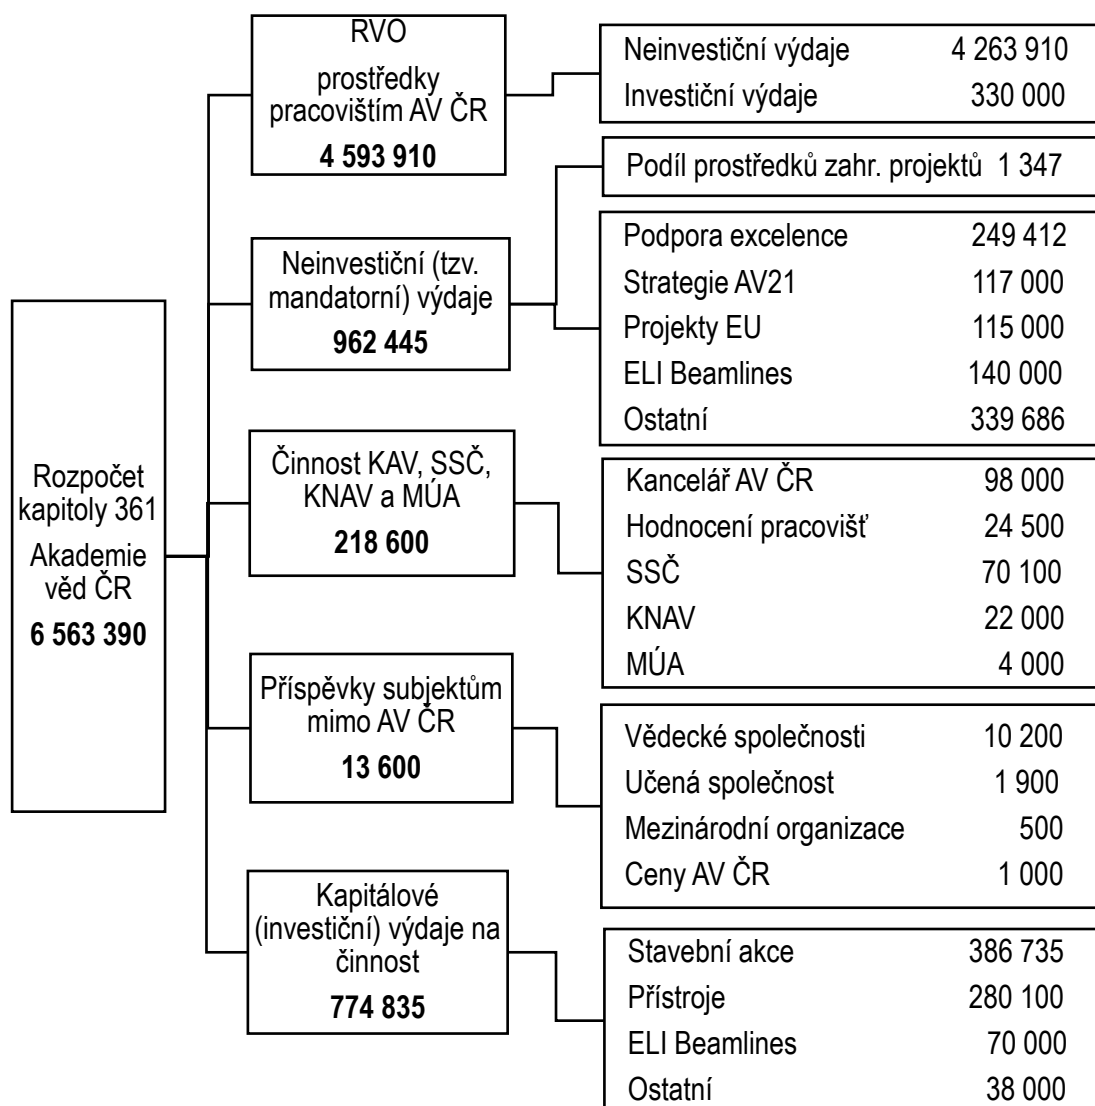 Rozpočet
kapitoly 361
Akademie
věd ČR
6 563 390
RVO
prostředky
pracovištím AV ČR
4 593 910
Neinvestiční výdaje 4 263 910
Investiční výdaje 330 000
Neinvestiční (tzv.
mandatorní) výdaje
962 445
Podíl prostředků zahr. projektů 1 347
Podpora excelence 249 412
Strategie AV21 117 000
Projekty EU 115 000
ELI Beamlines 140 000
Ostatní 339 686
Činnost KAV, SSČ,
KNAV a MÚA
218 600
Kancelář AV ČR 98 000
Hodnocení pracovišť 24 500
SSČ 70 100
KNAV 22 000
MÚA 4 000
Příspěvky subjektům
mimo AV ČR
13 600
Vědecké společnosti 10 200
Učená společnost 1 900
Mezinárodní organizace 500
Ceny AV ČR 1 000
Kapitálové
(investiční) výdaje na
činnost
774 835
Stavební akce 386 735
Přístroje 280 100
ELI Beamlines 70 000
Ostatní 38 000